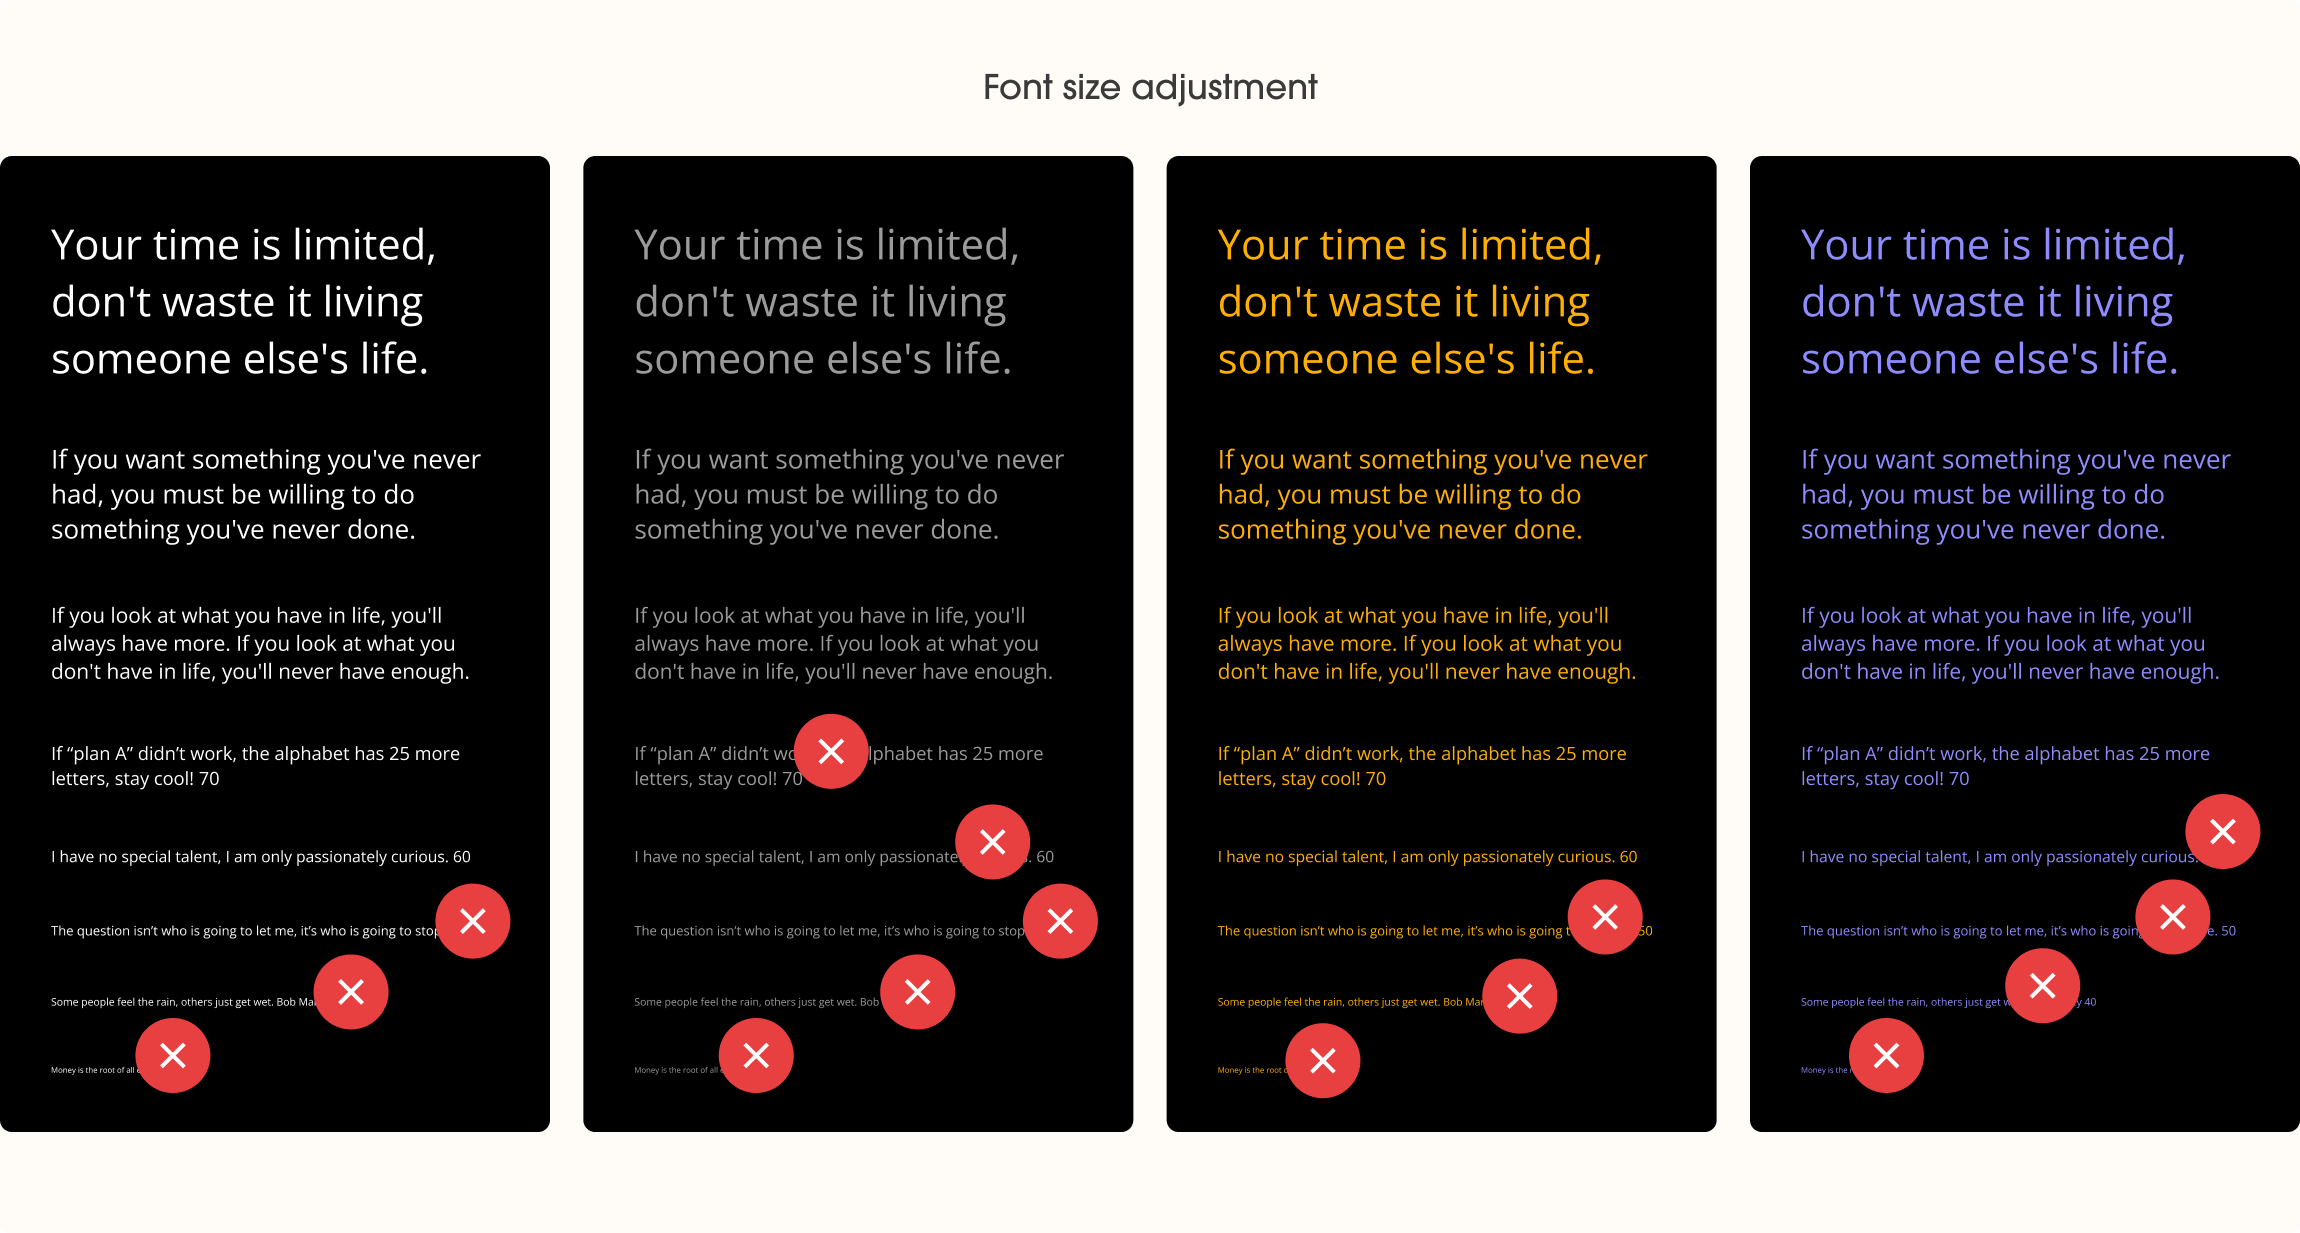 Font size adjustment
Your time is limited,
don't waste it living
someone else's life.
If you want something you've never
had, you must be willing to do
something you've never done.
If you look at what you have in life, you'll
always have more. If you look at what you
don't have in life, you'll never have enough.
If “plan A” didn’t work, the alphabet has 25 more
letters, stay cool! 70
I have no special talent, I am only passionately curious. 60
The question isn’t who is going to let me, it’s who is going to
Some people feel the rain, others just get wet. Bob
Money is the root of all
Your time is limited,
don't waste it living
someone else's life.
If you want something you've never
had, you must be willing to do
something you've never done.
If you look at what you have in life, you'll
always have more. If you look at what you
don't have in life, you'll never have enough.
If “plan A” didn’t alphabet has 25 more
letters, stay cool! 70
I have no special talent, I am only 60
The question isn’t who is going to let me, it’s who is going to stop
Some people feel the rain, others just get wet. Bob
Money is the root of all
Your time is limited,
don't waste it living
someone else's life.
If you want something you've never
had, you must be willing to do
something you've never done.
If you look at what you have in life, you'll
always have more. If you look at what you
don't have in life, you'll never have enough.
If “plan A” didn’t work, the alphabet has 25 more
letters, stay cool! 70
I have no special talent, I am only passionately curious. 60
The question isn’t who is going to let me, it’s who is going 50
Some people feel the rain, others just get wet. Bob
Money is the root
Your time is limited,
don't waste it living
someone else's life.
If you want something you've never
had, you must be willing to do
something you've never done.
If you look at what you have in life, you'll
always have more. If you look at what you
don't have in life, you'll never have enough.
If “plan A” didn’t work, the alphabet has 25 more
letters, stay cool! 70
I have no special talent, I am only passionately curious.
The question isn’t who is going to let me, it’s who is 50
Some people feel the rain, others just get 40
Money is the